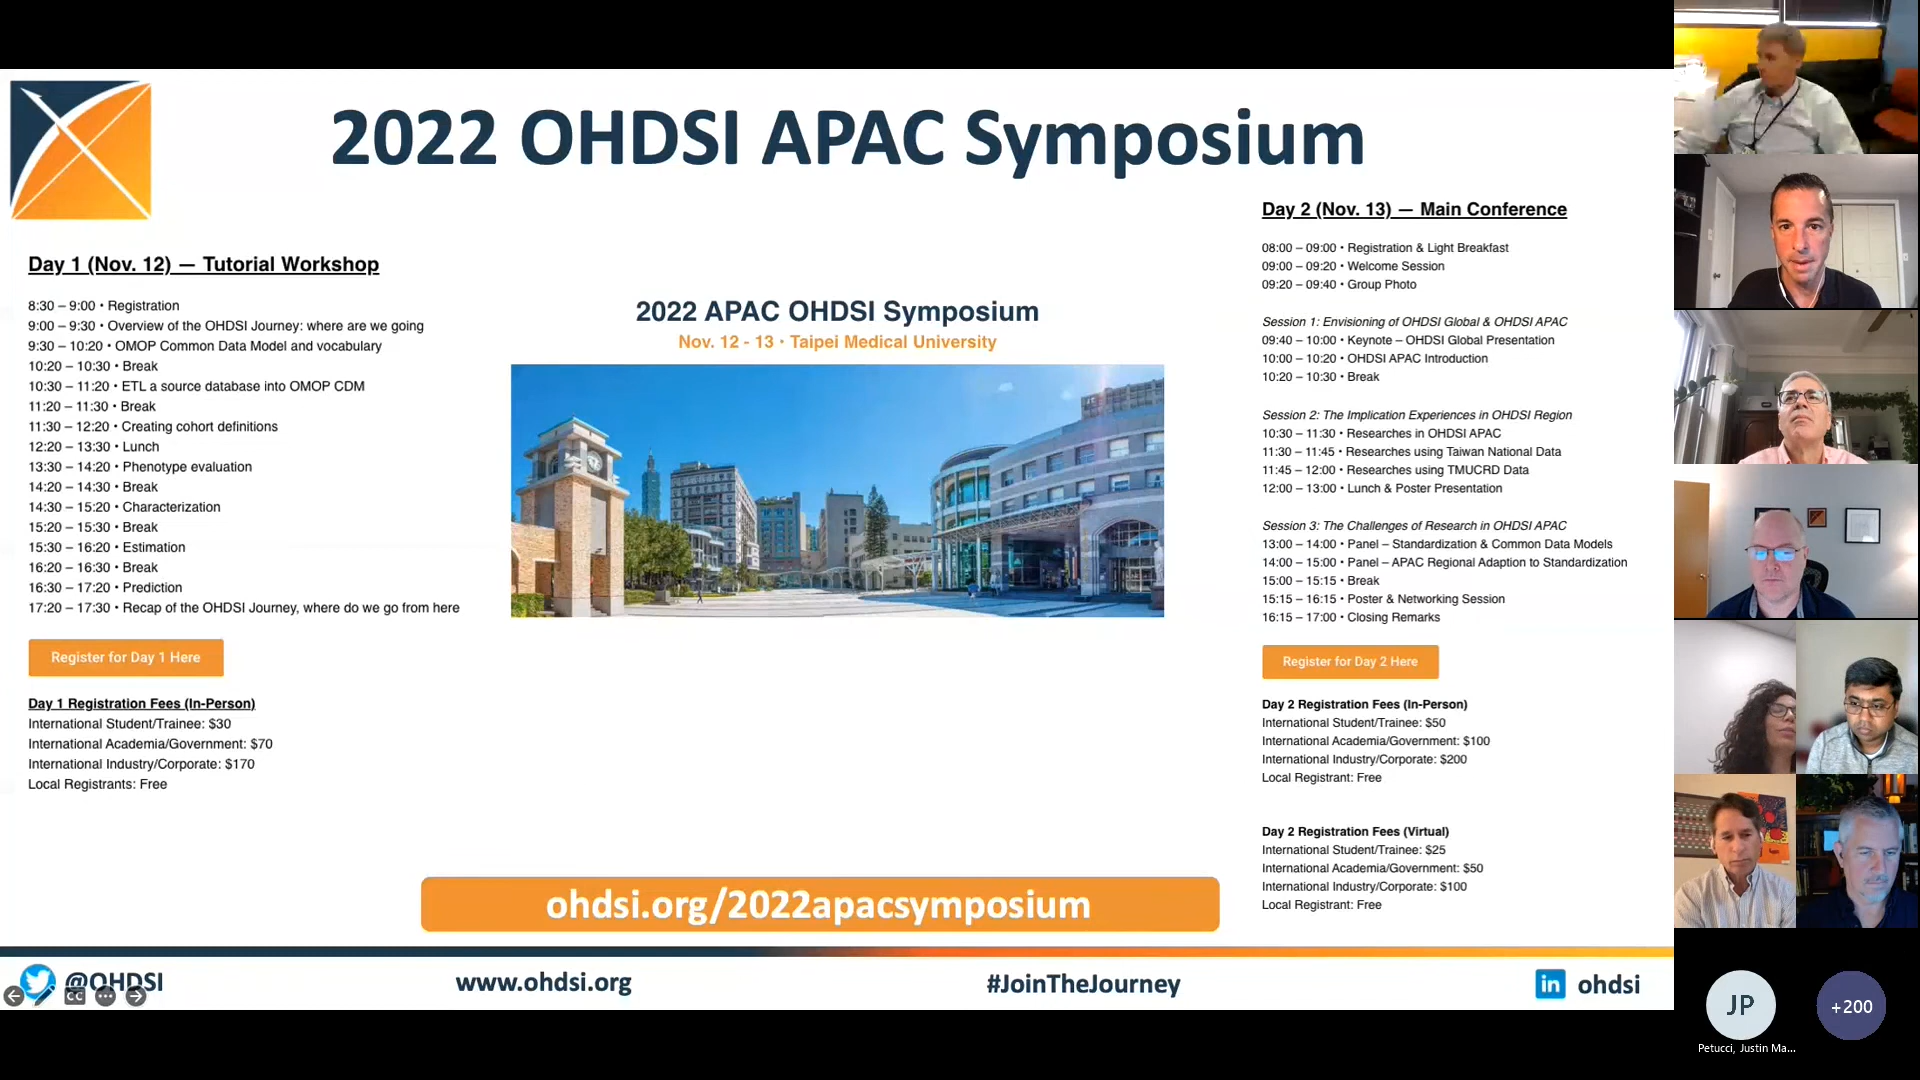 2022 OHDSI APAC Symposium
Day 1 (Nov. 12) — Tutorial Workshop
8:30 – 9:00 • Registration
9:00 – 9:30 • Overview of the OHDSI Journey: where are we going
9:30 – 10:20 • OMOP Common Data Model and vocabulary
10:20 – 10:30 • Break
10:30 – 11:20 • ETL a source database into OMOP CDM
11:20 – 11:30 • Break
11:30 – 12:20 • Creating cohort definitions
12:20 – 13:30 • Lunch
13:30 – 14:20 • Phenotype evaluation
14:20 – 14:30 • Break
14:30 – 15:20 • Characterization
15:20 – 15:30 • Break
15:30 – 16:20 • Estimation
16:20 – 16:30 • Break
16:30 – 17:20 • Prediction
17:20 – 17:30 • Recap of the OHDSI Journey, where do we go from here
Register for Day 1 Here
Day 1 Registration Fees (In-Person)
International Student/Trainee: $30
International Academia/Government: $70
International Industry/Corporate: $170
Local Registrants: Free
2022 APAC OHDSI Symposium
Nov. 12 - 13 • Taipei Medical University
Day 2 (Nov. 13) — Main Conference
08:00 – 09:00 • Registration & Light Breakfast
09:00 – 09:20 • Welcome Session
09:20 – 09:40 • Group Photo
Session 1: Envisioning of OHDSI Global & OHDSI APAC
09:40 – 10:00 • Keynote – OHDSI Global Presentation
10:00 – 10:20 • OHDSI APAC Introduction
10:20 – 10:30 • Break
Session 2: The Implication Experiences in OHDSI Region
10:30 – 11:30 • Researches in OHDSI APAC
11:30 – 11:45 • Researches using Taiwan National Data
11:45 – 12:00 • Researches using TMUCRD Data
12:00 – 13:00 • Lunch & Poster Presentation
Session 3: The Challenges of Research in OHDSI APAC
13:00 – 14:00 • Panel – Standardization & Common Data Models
14:00 – 15:00 • Panel – APAC Regional Adaption to Standardization
15:00 – 15:15 • Break
15:15 – 16:15 • Poster & Networking Session
16:15 – 17:00 • Closing Remarks
Register for Day 2 Here
Day 2 Registration Fees (In-Person)
International Student/Trainee: $50
International Academia/Government: $100
International Industry/Corporate: $200
Local Registrant: Free
Day 2 Registration Fees (Virtual)
International Student/Trainee: $25
International Academia/Government: $50
International Industry/Corporate: $100
Local Registrant: Free
ohdsi.org/2022apacsymposium
@OHDSI
www.ohdsi.org
#JoinTheJourney
in ohdsi
CC
JP
+200
Petucci, Justin Ma...